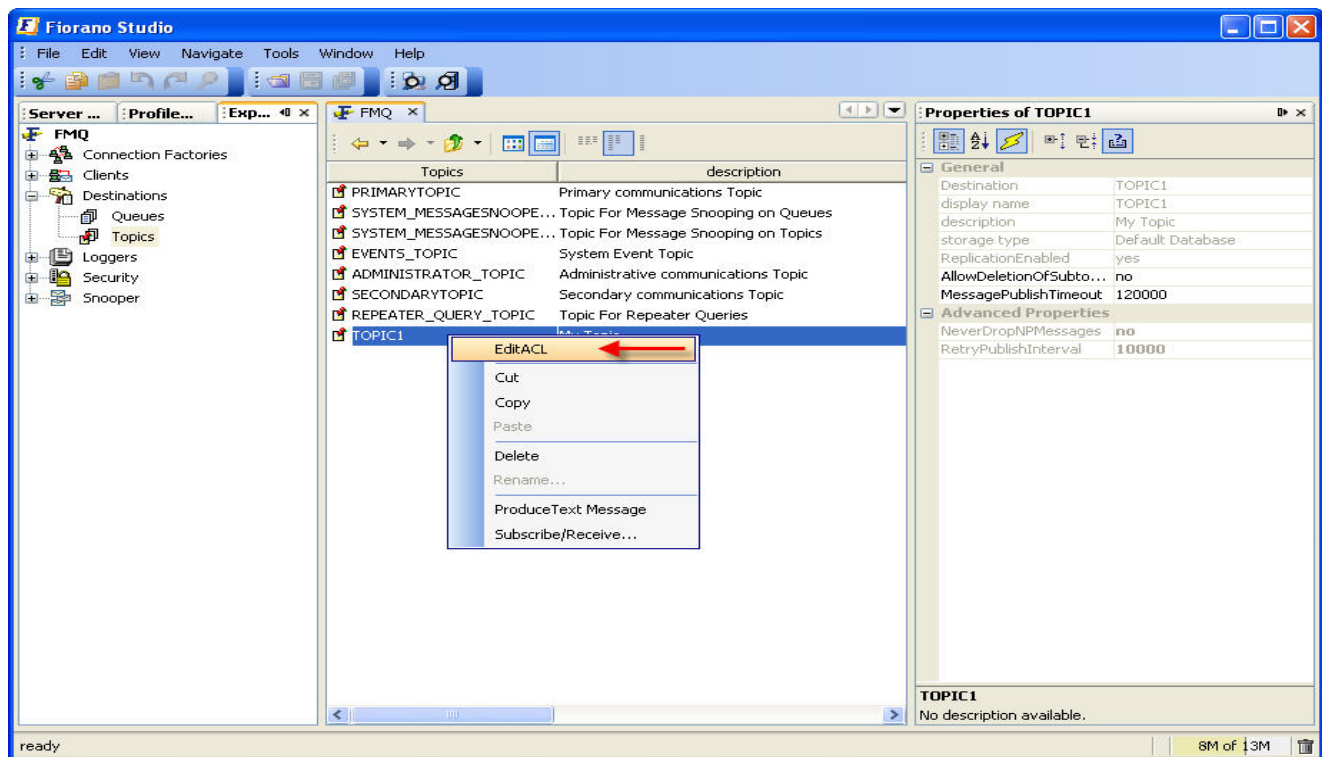 Fiorano Studio
File Edit View Navigate Tools Window Help
Server ... Profile... Exp...
FMQ
Connection Factories
Clients
Destinations
Queues
Topics
Loggers
Security
Snooper
FMQ
Topics description
PRIMARYTOPIC Primary communications Topic
SYSTEM_MESSAGESNOOPE... Topic For Message Snooping on Queues
SYSTEM_MESSAGESNOOPE... Topic For Message Snooping on Topics
EVENTS_TOPIC System Event Topic
ADMINISTRATOR_TOPIC Administrative communications Topic
SECONDARYTOPIC Secondary communications Topic
REPEATER_QUERY_TOPIC Topic For Repeater Queries
TOPIC1 My Topic
EditACL
Cut
Copy
Paste
Delete
Rename...
ProduceText Message
Subscribe/Receive...
Properties of TOPIC1
General
Destination TOPIC1
display name TOPIC1
description My Topic
storage type Default Database
ReplicationEnabled yes
AllowDeletionOfSubto... no
MessagePublishTimeout 120000
Advanced Properties
NeverDropNPMessages no
RetryPublishInterval 10000
TOPIC1
No description available.
ready 8M of 13M